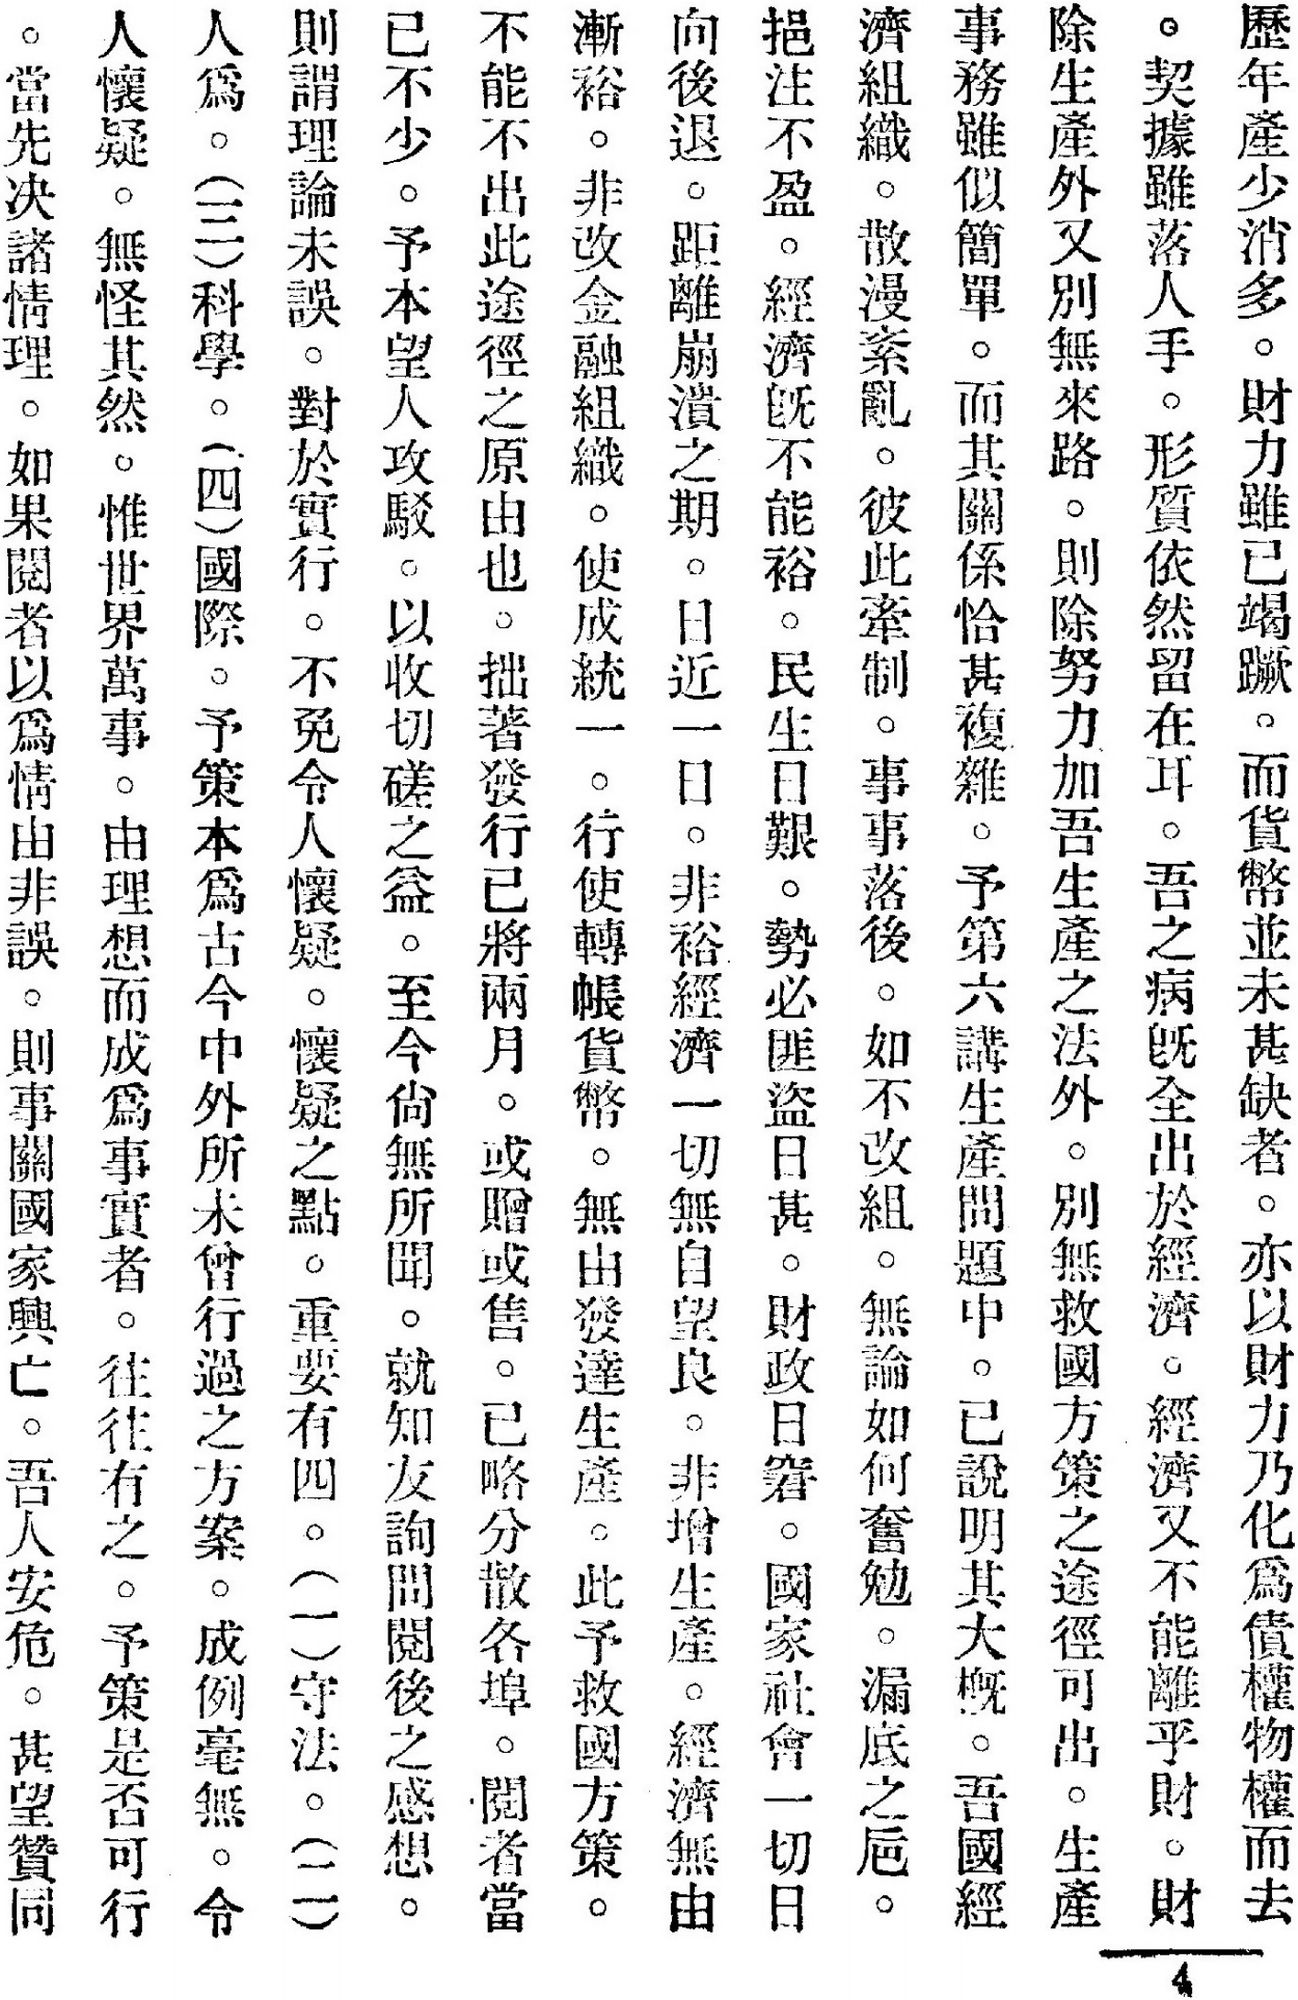 歷年產少消多。財力雖已竭蹶。而貨幣並未甚缺者。亦以財力乃化爲債權物權而去
。契據雖落人手。形質依然留在耳。吾之病旣全出於經濟。經濟又不能離乎財。財
除生產外又別無來路。則除努力加吾生產之法外。別無救國方策之途徑可出。生產
事務雖似簡單。而其關係恰甚複雜。予第六講生產問題中。已說明其大槪。吾國經
濟組織。散漫紊亂。彼此牽制。事事落後。如不改組。無論如何奮勉。漏底之巵。
挹注不盈。經濟旣不能裕。民生日艱。勢必匪盜日甚。財政日窘。國家社會一切日
向後退。距離崩潰之期。日近一日。非裕經濟一切無自望良。非增生產。經濟無由
漸裕。非改金融組織。使成統一。行使轉帳貨幣。無由發達生產。此予救國方策。
不能不出此途徑之原由也。拙著發行已將兩月。或贈或售。已略分散各埠。閱者當
已不少。予本望人攻駁。以收切磋之益。至今尙無所聞。就知友詢問閱後之感想。
則謂理論未誤。對於實行。不免令人懷疑。懷疑之點。重要有四。(一)守法。(二)
人爲。(三)科學。(四)國際。予策本爲古今中外所未曾行過之方案。成例毫無。令
人懷疑。無怪其然。惟世界萬事。由理想而成爲事實者。往往有之。予策是否可行
。當先決諸情理。如果閱者以爲情由非誤。則事關國家興亡。吾人安危。甚望贊同
4